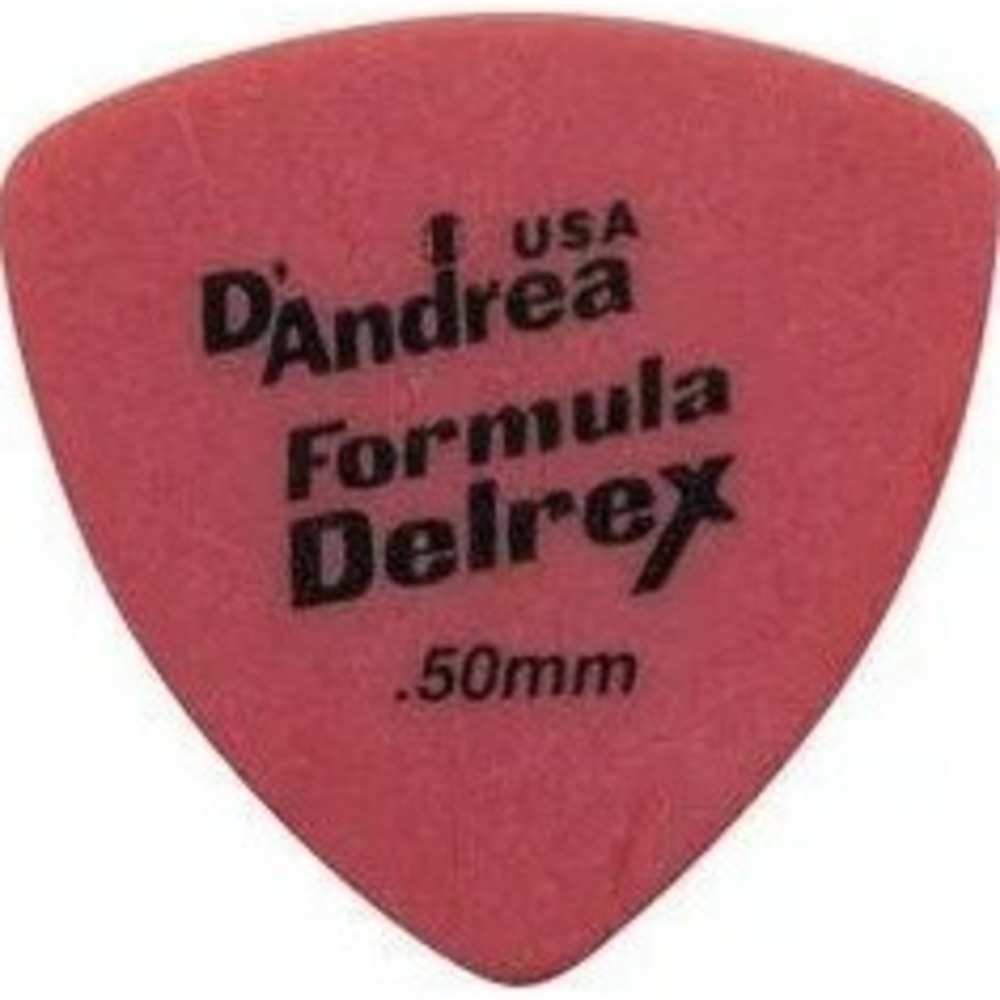 D'Andrea USA
Formula
Delrex
.50mm